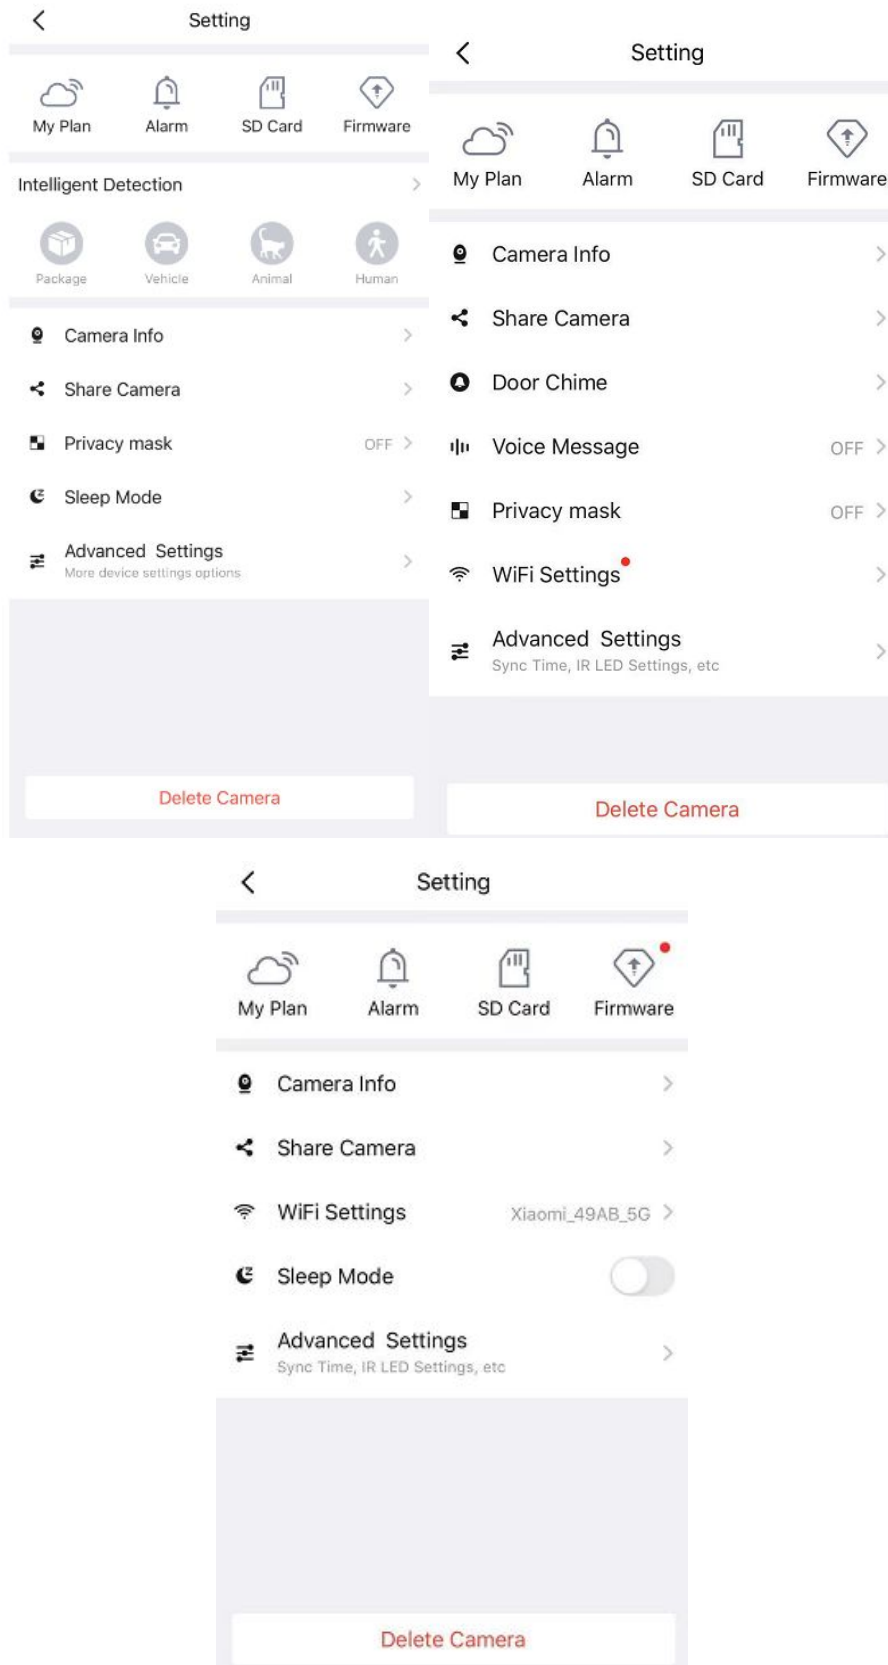 Setting
My Plan Alarm SD Card Firmware
Intelligent Detection
Package Vehicle Animal Human
Camera Info
Share Camera
Privacy mask OFF
Sleep Mode
Advanced Settings
More device settings options
Delete Camera
Setting
My Plan Alarm SD Card Firmware
Camera Info
Share Camera
Door Chime
Voice Message OFF
Privacy mask OFF
WiFi Settings
Advanced Settings
Sync Time, IR LED Settings, etc
Delete Camera
Setting
My Plan Alarm SD Card Firmware
Camera Info
Share Camera
WiFi Settings Xiaomi_49AB_5G
Sleep Mode
Advanced Settings
Sync Time, IR LED Settings, etc
Delete Camera